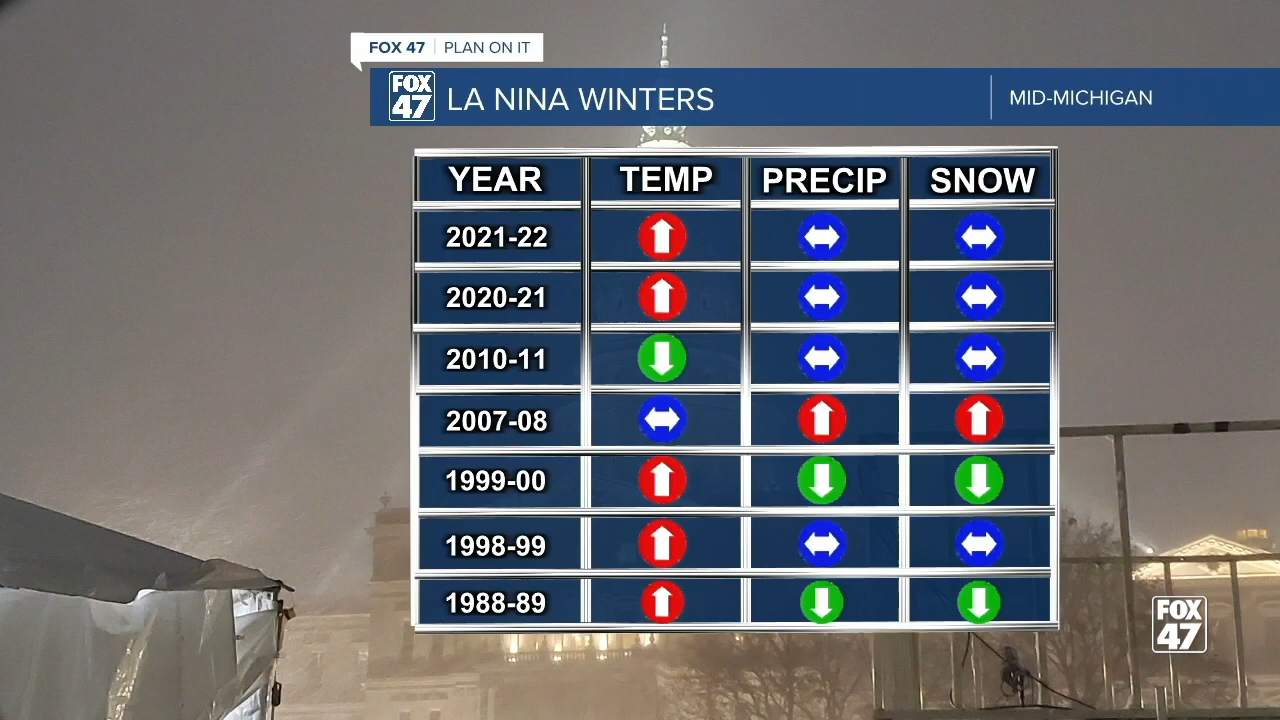 FOX 47 PLAN ON IT
FOX
47
LA NINA WINTERS
MID-MICHIGAN
YEAR TEMP PRECIP SNOW
2021-22
2020-21
2010-11
2007-08
1999-00
1998-99
1988-89
FOX
47